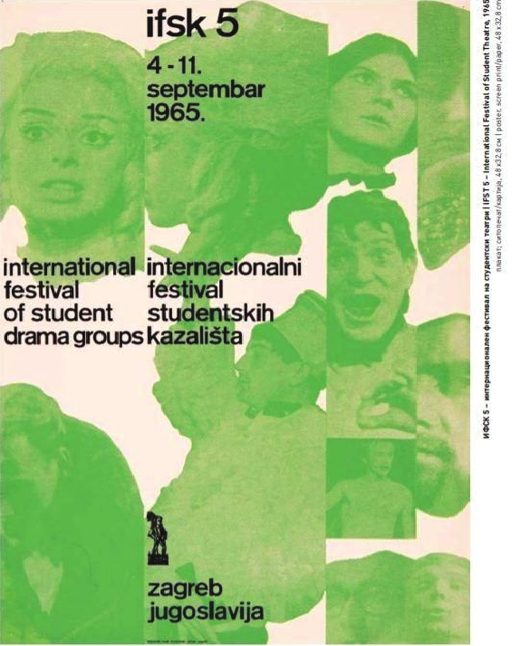 ifsk 5
4 - 11.
septembar
1965.
international
festival
of student
drama groups
internacionalni
festival
studentskih
kazališta
zagreb
jugoslavija
ИФСК 5 – интернационален фестивал на студентски театри | IFST 5 – International Festival of Student Theatre, 1965
плакат; ситопечат/хартија, 48 x 32,8 см | poster, screen print/paper, 48 x 32,8 cm